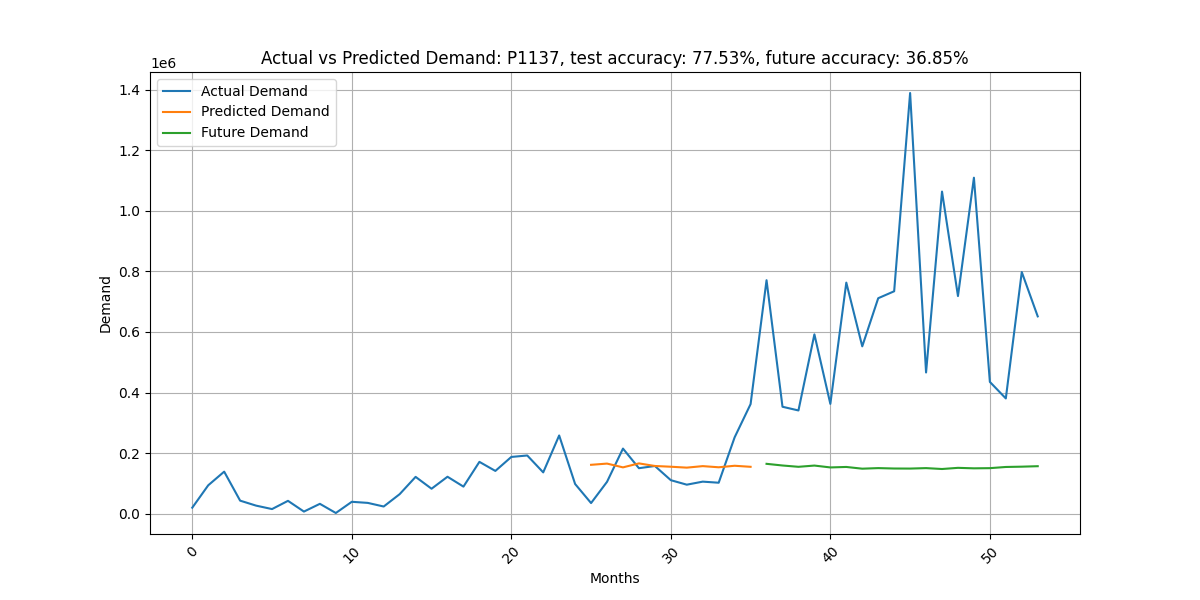 Actual vs Predicted Demand: P1137, test accuracy: 77.53%, future accuracy: 36.85%
1e6
Actual Demand
Predicted Demand
Future Demand
1.4
1.2
1.0
0.8
0.6
0.4
0.2
0.0
Demand
0 10 20 30 40 50
Months